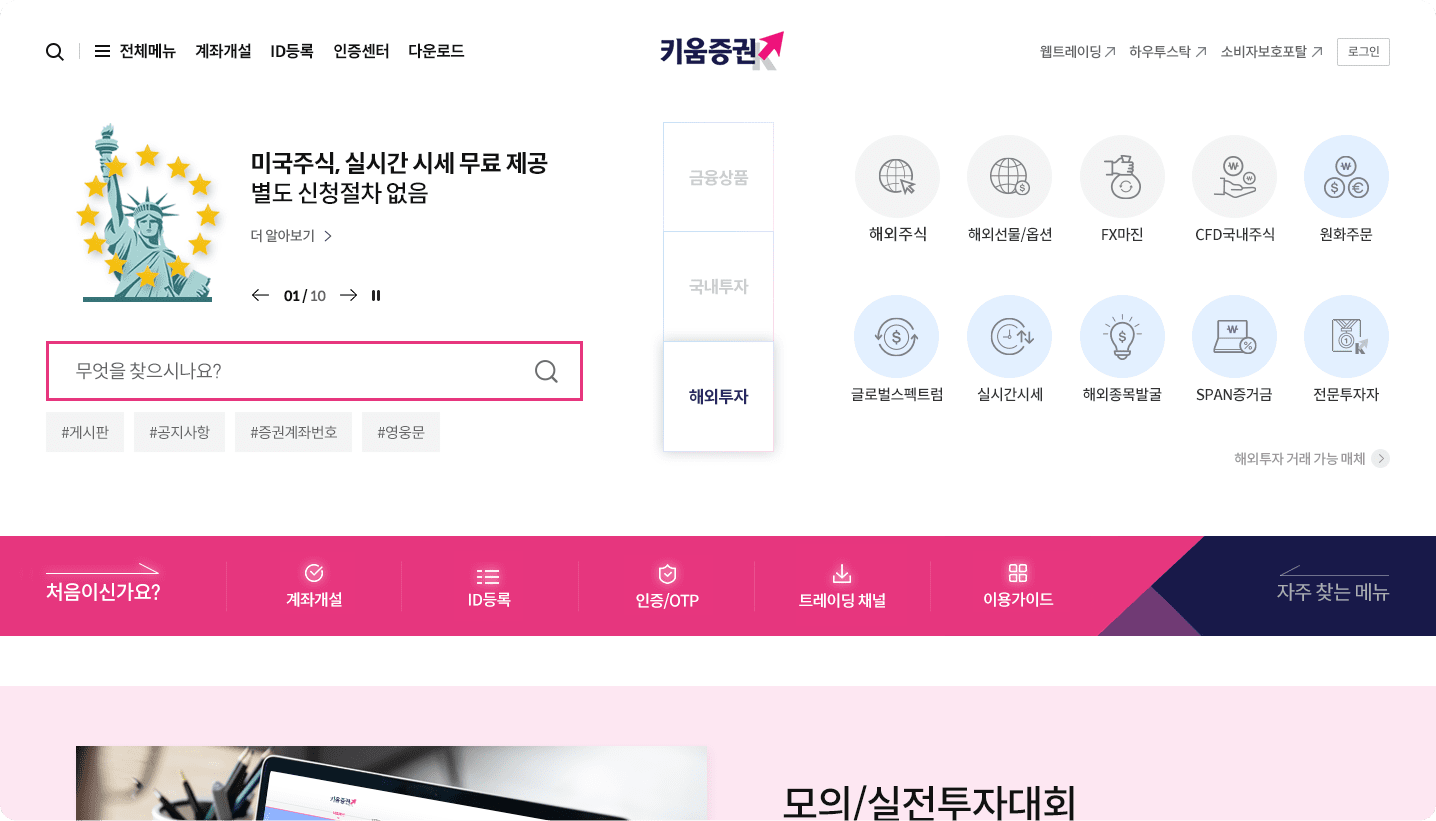 전체메뉴 계좌개설 ID등록 인증센터 다운로드
키움증권
웹트레이딩 하우투스탁 소비자보호포탈 로그인
미국주식, 실시간 시세 무료 제공
별도 신청절차 없음
더 알아보기
01 / 10
무엇을 찾으시나요?
#게시판 #공지사항 #증권계좌번호 #영웅문
금융상품
국내투자
해외투자
해외주식 해외선물/옵션 FX마진 CFD국내주식 원화주문
글로벌스펙트럼 실시간시세 해외종목발굴 SPAN증거금 전문투자자
해외투자 거래 가능 매체
처음이신가요? 계좌개설 ID등록 인증/OTP 트레이딩 채널 이용가이드 자주 찾는 메뉴
키움증권
모의/실전투자대회